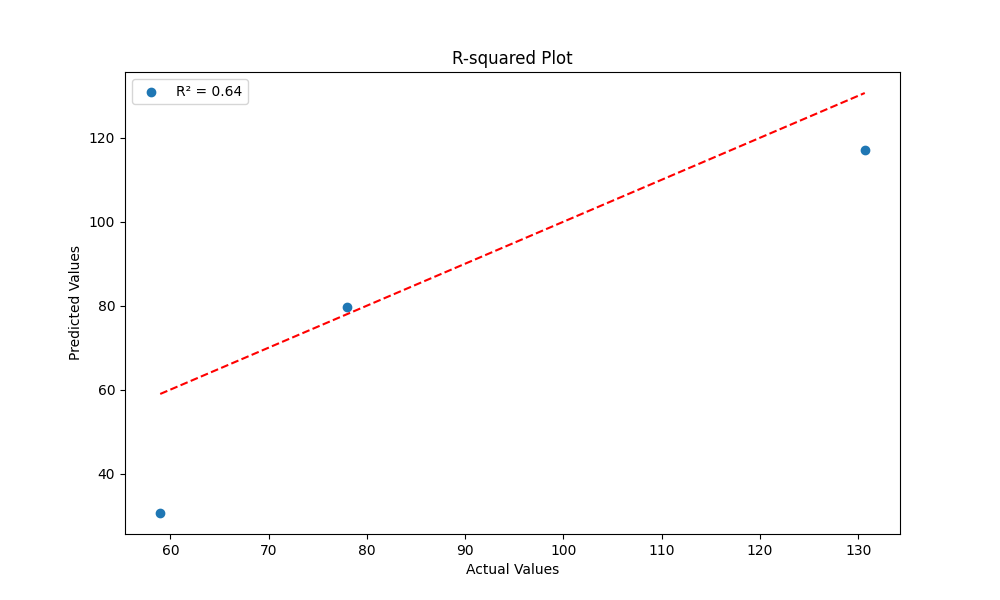 R-squared Plot
R² = 0.64
Predicted Values
120
100
80
60
40
60 70 80 90 100 110 120 130
Actual Values